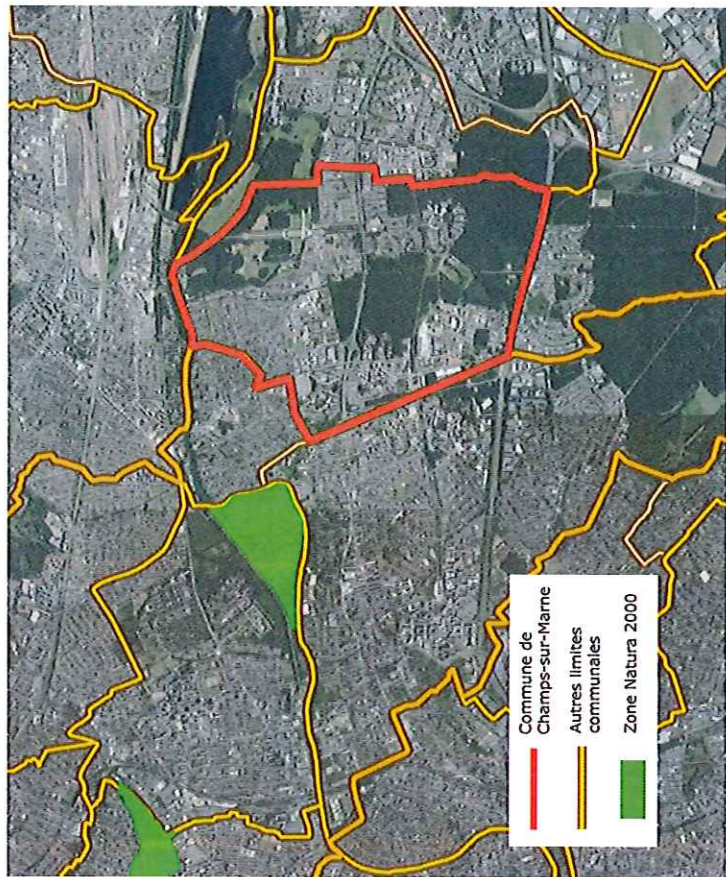 Commune de
Champs-sur-Marne
Autres limites
communales
Zone Natura 2000